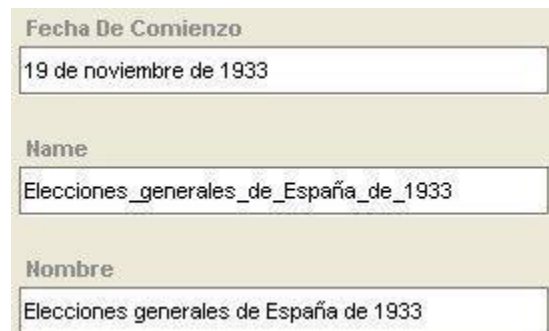 Fecha De Comienzo
19 de noviembre de 1933
Name
Elecciones_generales_de_España_de_1933
Nombre
Elecciones generales de España de 1933